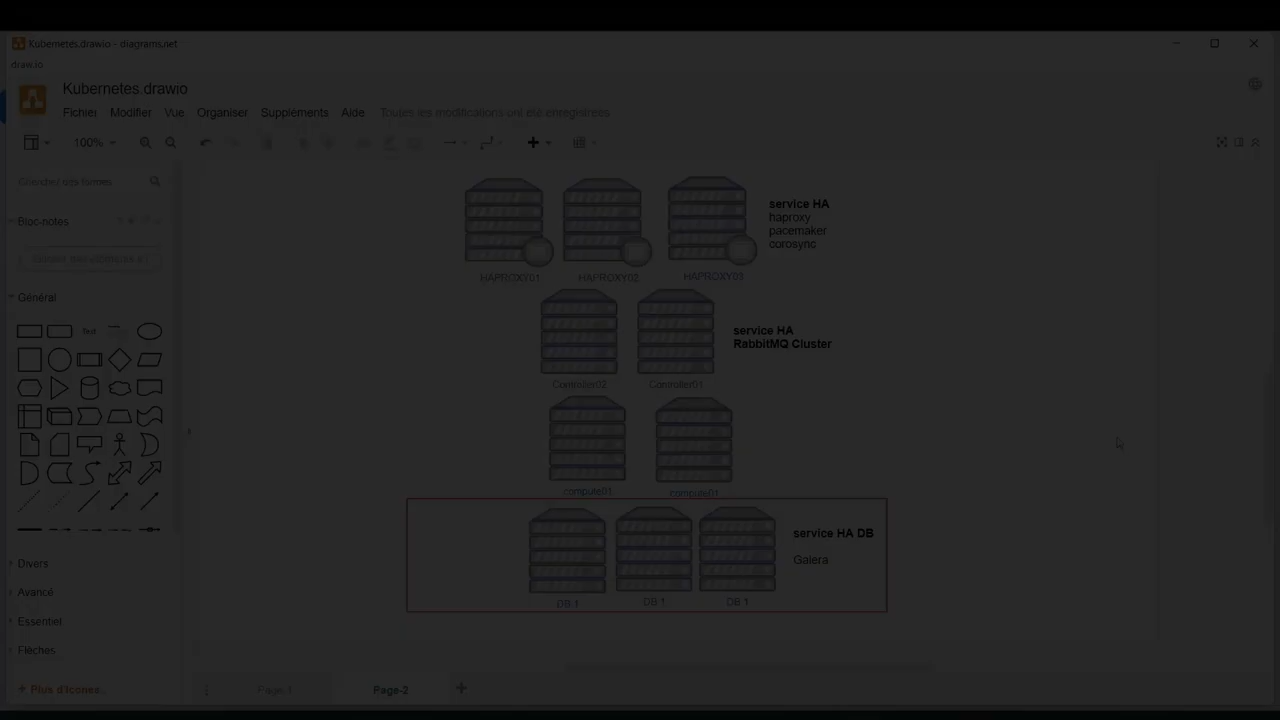 Kubernetes.drawio - diagrams.net
draw.io
Kubernetes.drawio
Fichier Modifier Vue Organiser Suppléments Aide Toutes les modifications ont été enregistrées
100%
Bloc-notes
Général
Text
Divers
Avancé
Essentiel
Flèches
+ Plus d'icones...
HAPROXY01 HAPROXY02 HAPROXY03
service HA
haproxy
pacemaker
corosync
Controller02 Controller01
service HA
RabbitMQ Cluster
compute01 compute01
DB 1 DB 1 DB 1
service HA DB
Galera
Page-1 Page-2